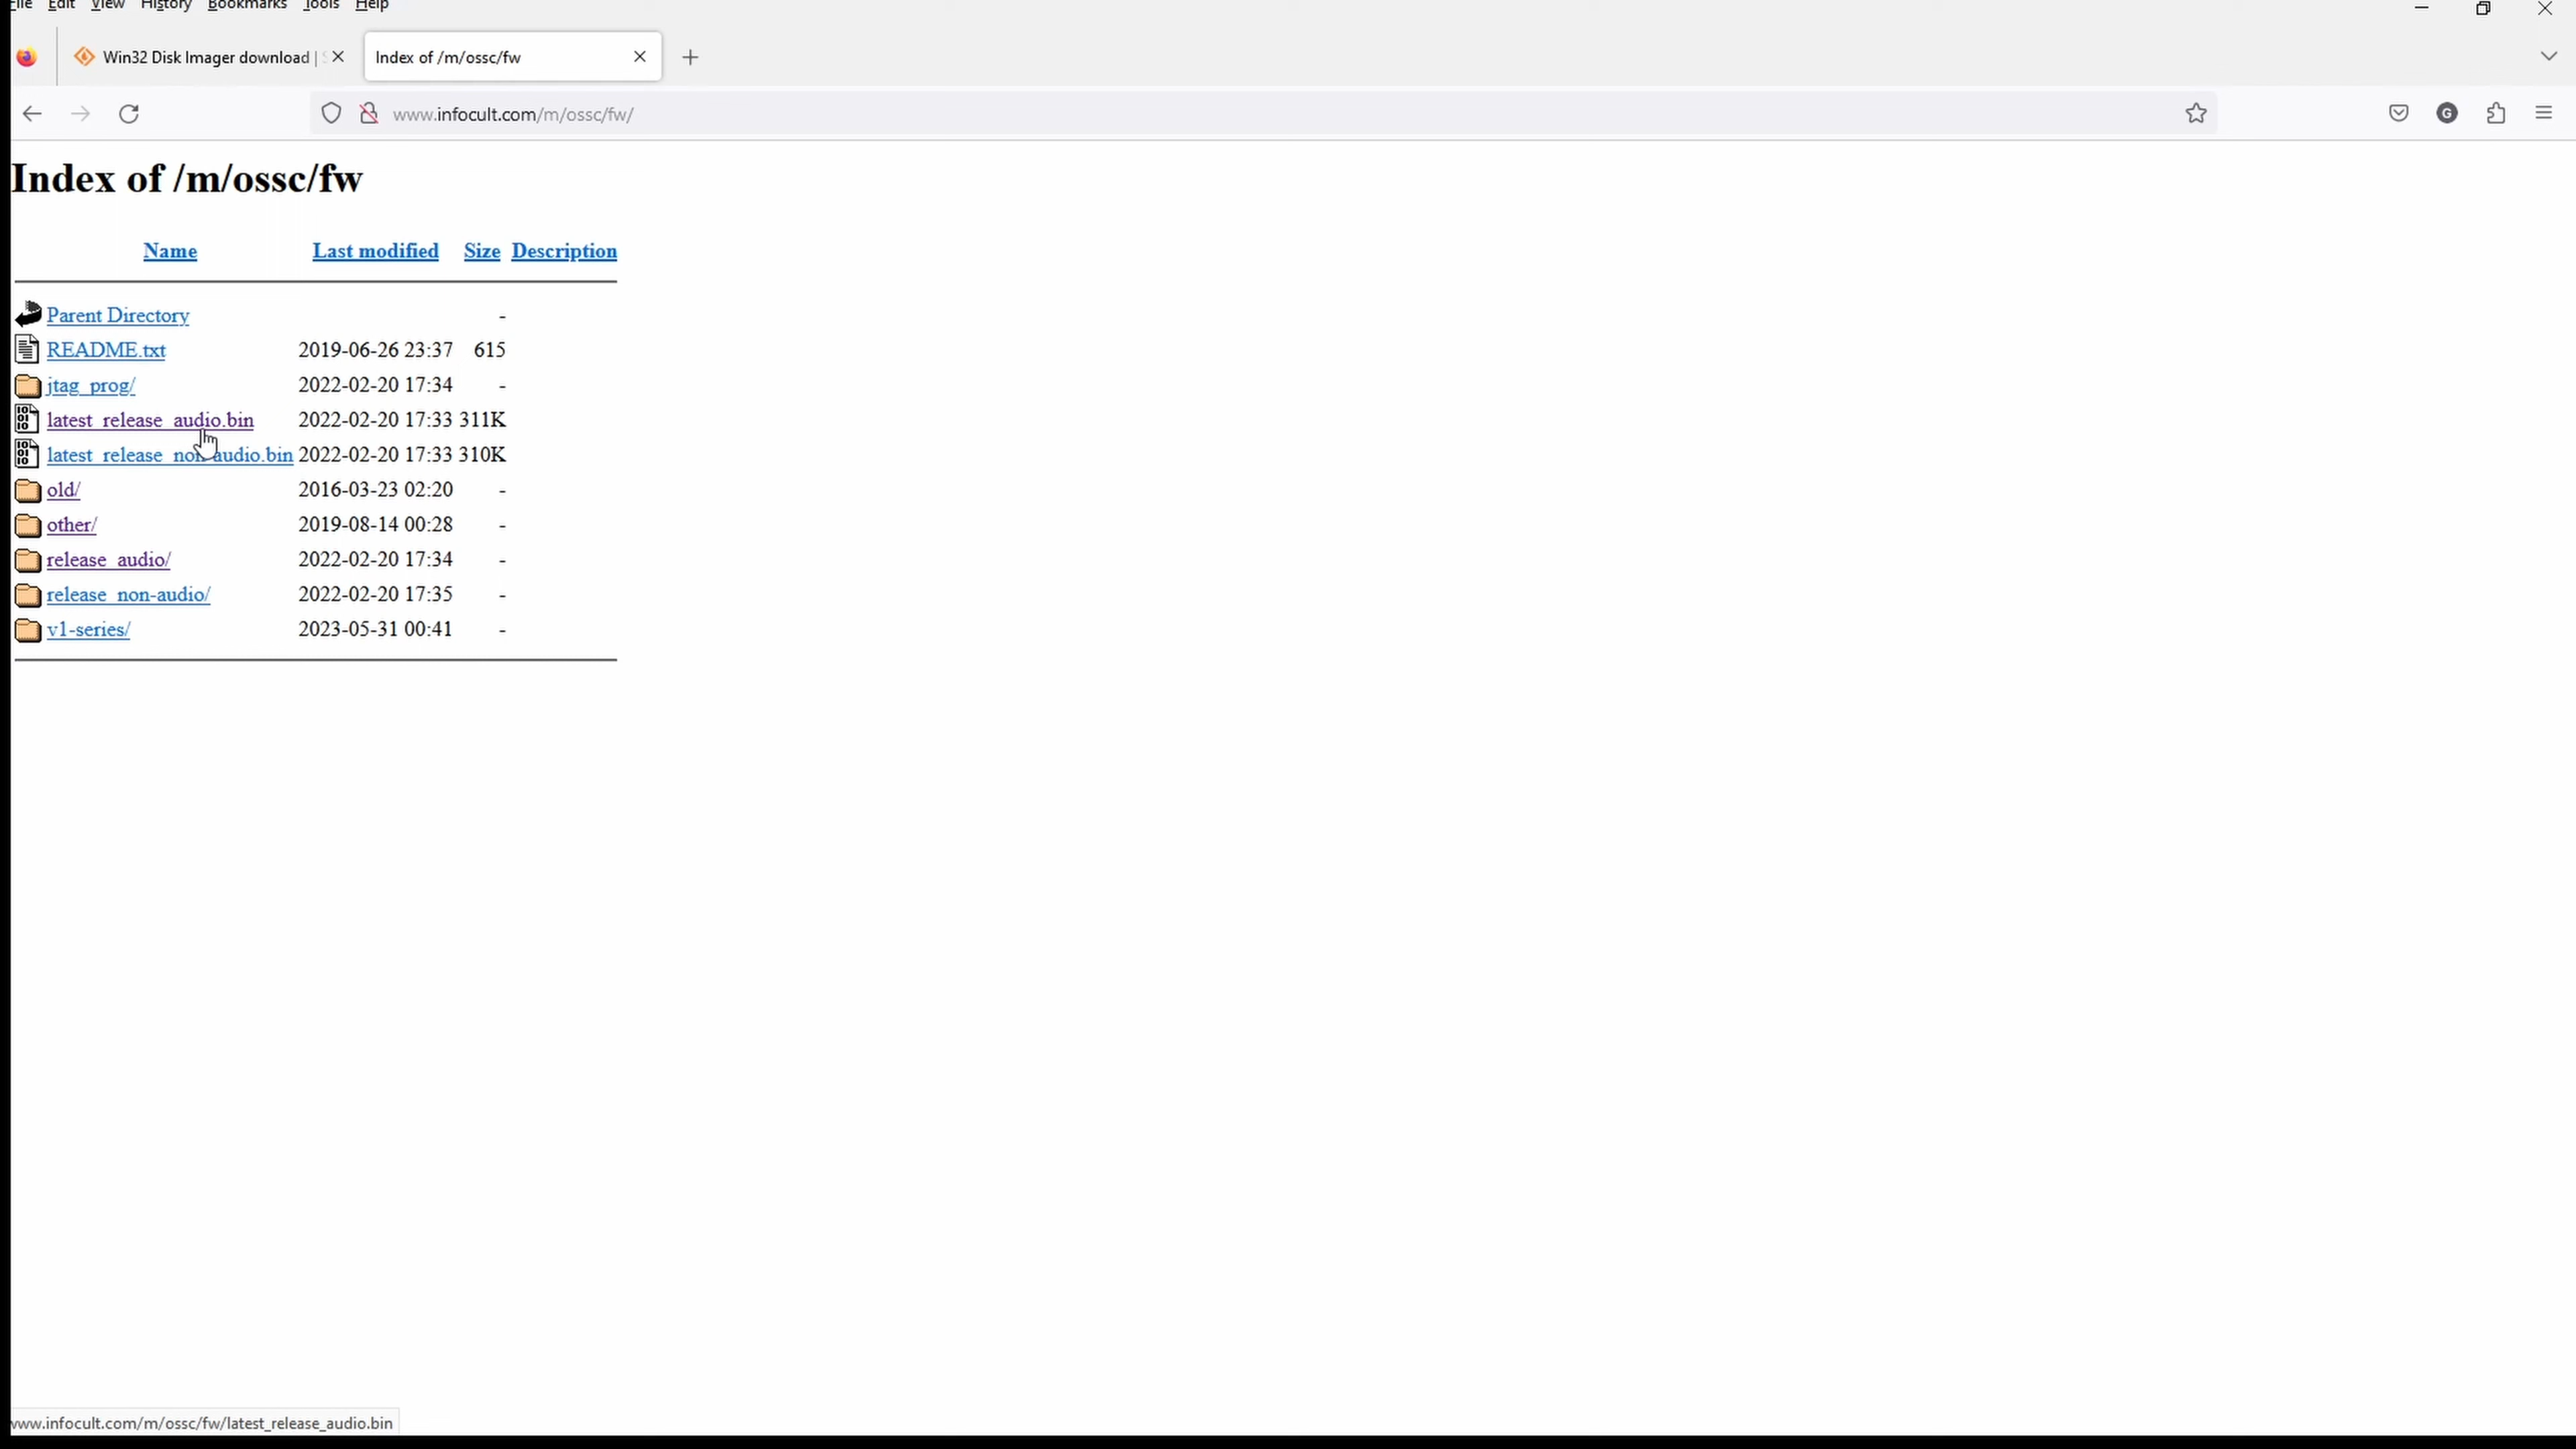 File Edit View History Bookmarks Tools Help
Win32 Disk Imager download |
Index of /m/ossc/fw
www.infocult.com/m/ossc/fw/
G
Index of /m/ossc/fw
Name Last modified Size Description
Parent Directory -
README.txt 2019-06-26 23:37 615
jtag_prog/ 2022-02-20 17:34 -
latest_release_audio.bin 2022-02-20 17:33 311K
latest_release_non-audio.bin 2022-02-20 17:33 310K
old/ 2016-03-23 02:20 -
other/ 2019-08-14 00:28 -
release_audio/ 2022-02-20 17:34 -
release_non-audio/ 2022-02-20 17:35 -
v1-series/ 2023-05-31 00:41 -
www.infocult.com/m/ossc/fw/latest_release_audio.bin